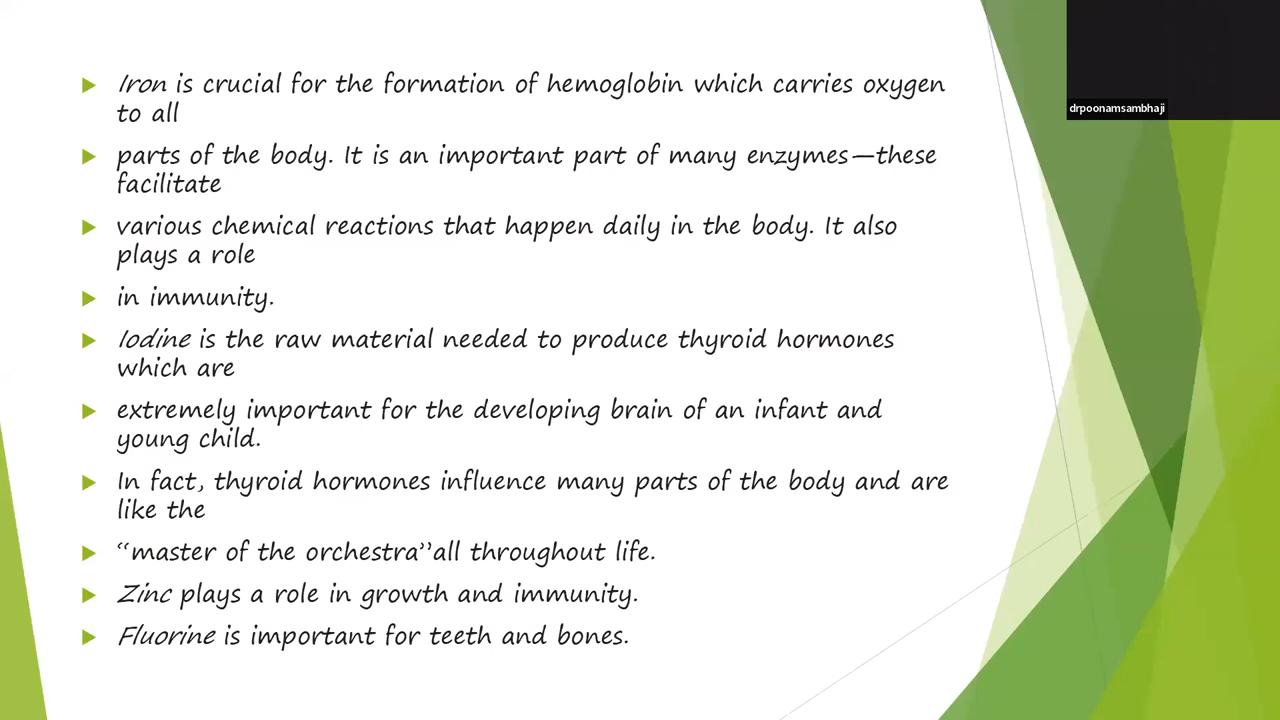 Iron is crucial for the formation of hemoglobin which carries oxygen
to all
parts of the body. It is an important part of many enzymes—these
facilitate
various chemical reactions that happen daily in the body. It also
plays a role
in immunity.
Iodine is the raw material needed to produce thyroid hormones
which are
extremely important for the developing brain of an infant and
young child.
In fact, thyroid hormones influence many parts of the body and are
like the
“master of the orchestra”all throughout life.
Zinc plays a role in growth and immunity.
Fluorine is important for teeth and bones.
drpoonamsambhaji